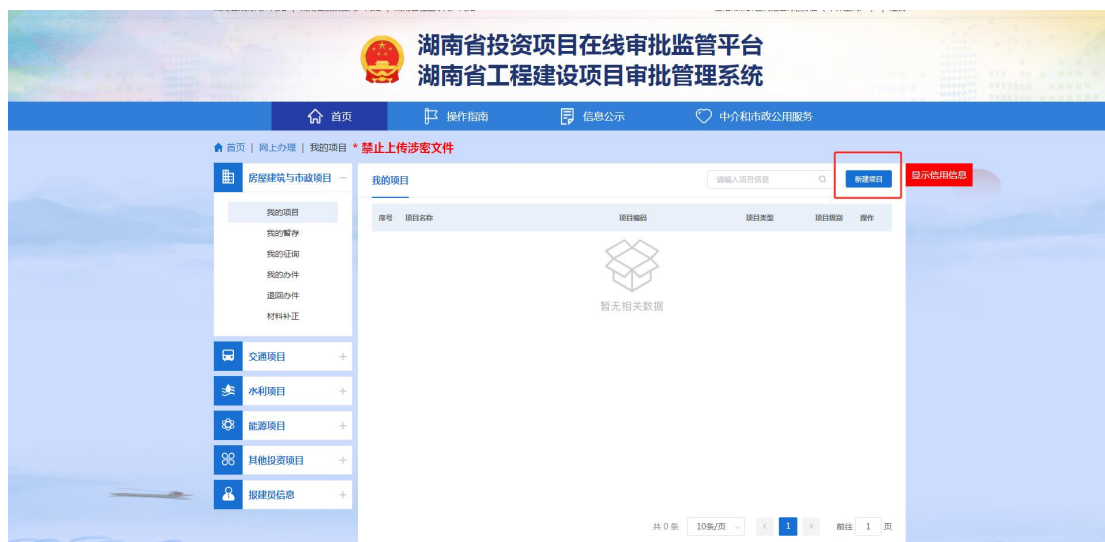 湖南省投资项目在线审批监管平台
湖南省工程建设项目审批管理系统
首页 操作指南 信息公示 中介和市政公用服务
首页 | 网上办理 | 我的项目 * 禁止上传涉密文件
房屋建筑与市政项目
我的项目
我的暂存
我的征询
我的办件
退回办件
材料补正
交通项目
水利项目
能源项目
其他投资项目
报建员信息
我的项目 请输入项目信息 新建项目 显示信用信息
序号 项目名称 项目编码 项目类型 项目级别 操作
暂无相关数据
共 0 条 10条/页 1 前往 1 页